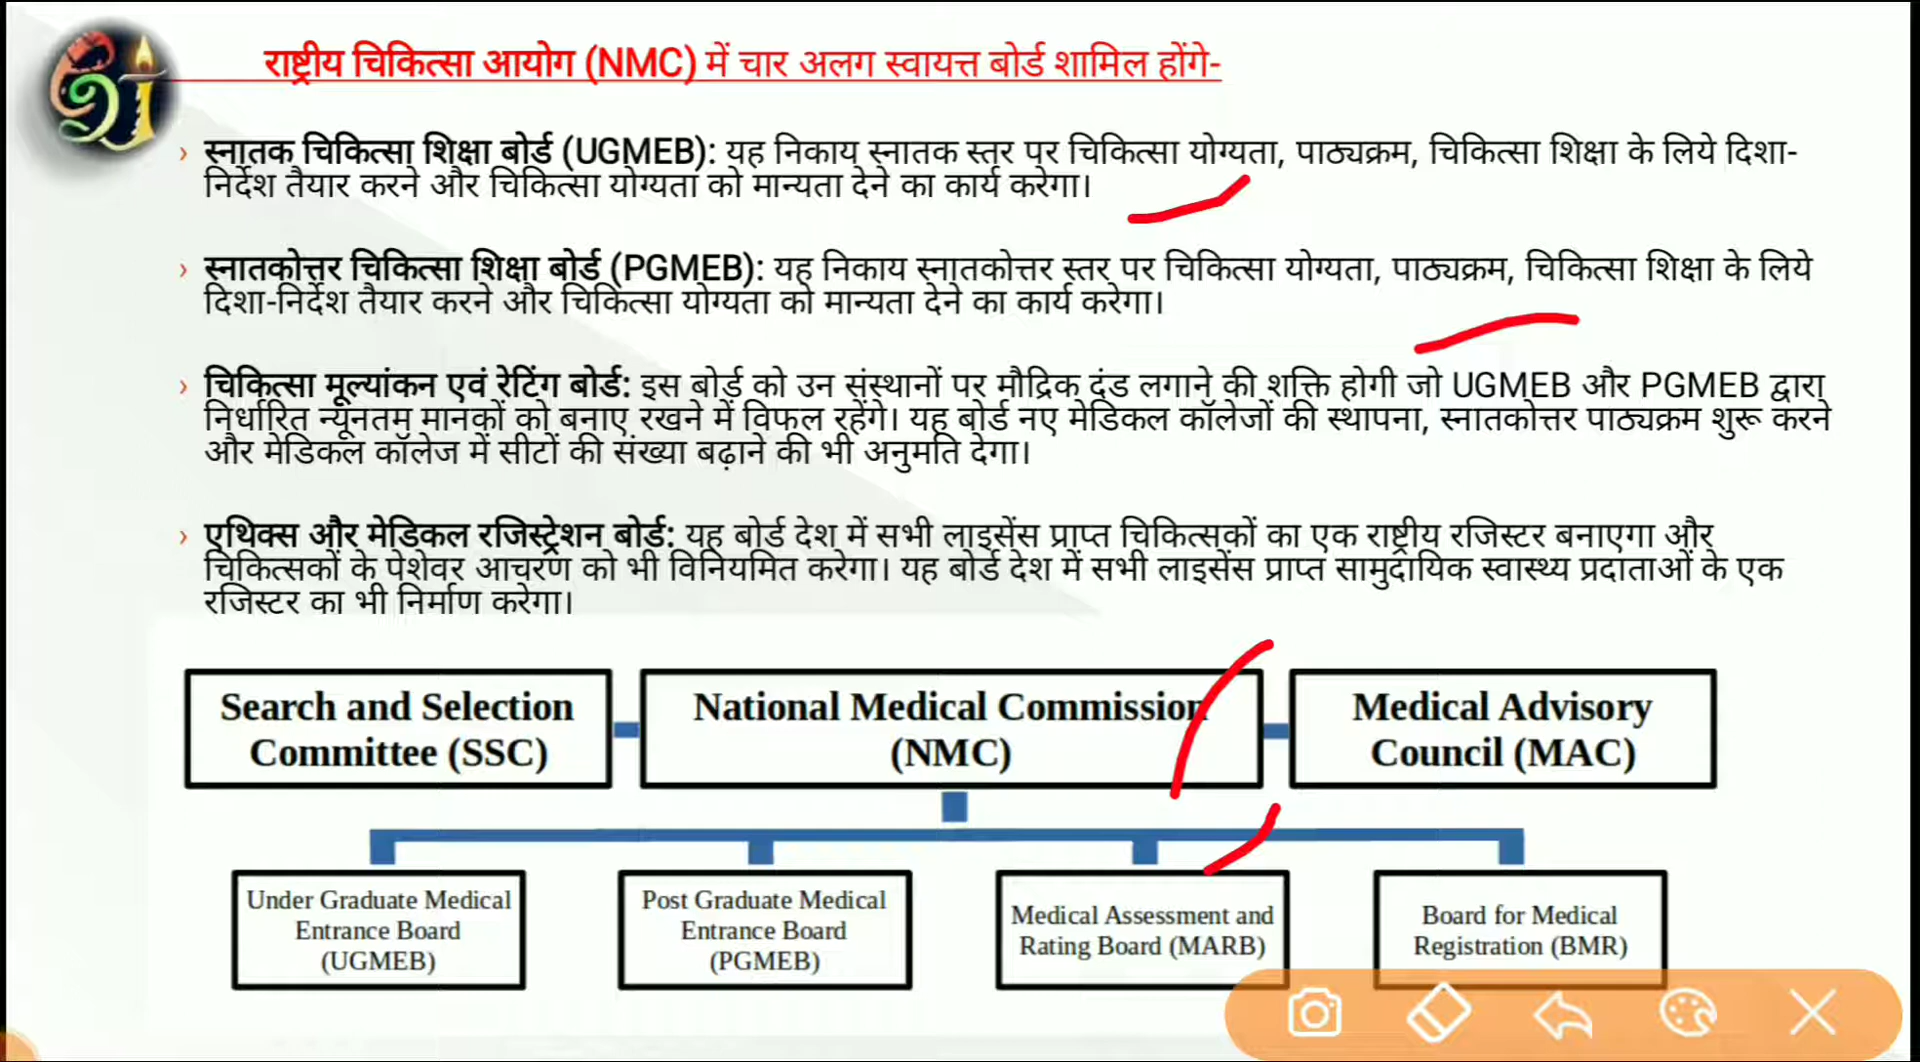 राष्ट्रीय चिकित्सा आयोग (NMC) में चार अलग स्वायत्त बोर्ड शामिल होंगे-
› स्नातक चिकित्सा शिक्षा बोर्ड (UGMEB): यह निकाय स्नातक स्तर पर चिकित्सा योग्यता, पाठ्यक्रम, चिकित्सा शिक्षा के लिये दिशा-
निर्देश तैयार करने और चिकित्सा योग्यता को मान्यता देने का कार्य करेगा।
› स्नातकोत्तर चिकित्सा शिक्षा बोर्ड (PGMEB): यह निकाय स्नातकोत्तर स्तर पर चिकित्सा योग्यता, पाठ्यक्रम, चिकित्सा शिक्षा के लिये
दिशा-निर्देश तैयार करने और चिकित्सा योग्यता को मान्यता देने का कार्य करेगा।
› चिकित्सा मूल्यांकन एवं रेटिंग बोर्ड: इस बोर्ड को उन संस्थानों पर मौद्रिक दंड लगाने की शक्ति होगी जो UGMEB और PGMEB द्वारा
निर्धारित न्यूनतम मानकों को बनाए रखने में विफल रहेंगे। यह बोर्ड नए मेडिकल कॉलेजों की स्थापना, स्नातकोत्तर पाठ्यक्रम शुरू करने
और मेडिकल कॉलेज में सीटों की संख्या बढ़ाने की भी अनुमति देगा।
› एथिक्स और मेडिकल रजिस्ट्रेशन बोर्ड: यह बोर्ड देश में सभी लाइसेंस प्राप्त चिकित्सकों का एक राष्ट्रीय रजिस्टर बनाएगा और
चिकित्सकों के पेशेवर आचरण को भी विनियमित करेगा। यह बोर्ड देश में सभी लाइसेंस प्राप्त सामुदायिक स्वास्थ्य प्रदाताओं के एक
रजिस्टर का भी निर्माण करेगा।
Search and Selection
Committee (SSC)
National Medical Commission
(NMC)
Medical Advisory
Council (MAC)
Under Graduate Medical
Entrance Board
(UGMEB)
Post Graduate Medical
Entrance Board
(PGMEB)
Medical Assessment and
Rating Board (MARB)
Board for Medical
Registration (BMR)